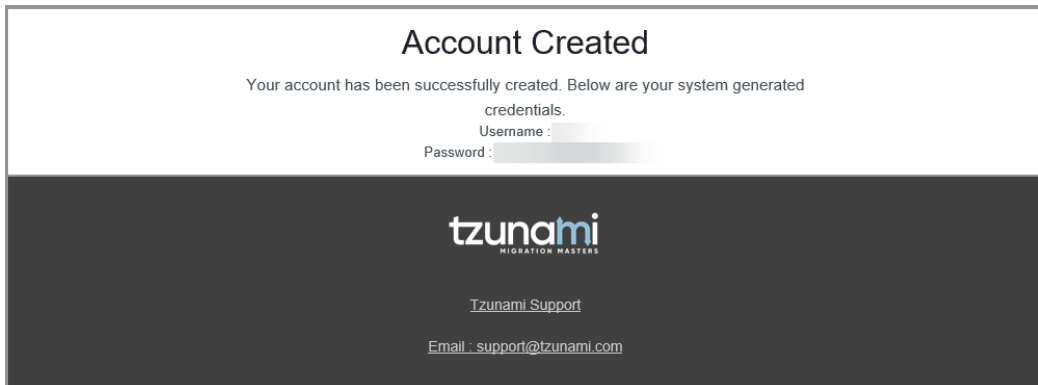 Account Created
Your account has been successfully created. Below are your system generated
credentials.
Username :
Password :
tzunami
MIGRATION MASTERS
Tzunami Support
Email : support@tzunami.com